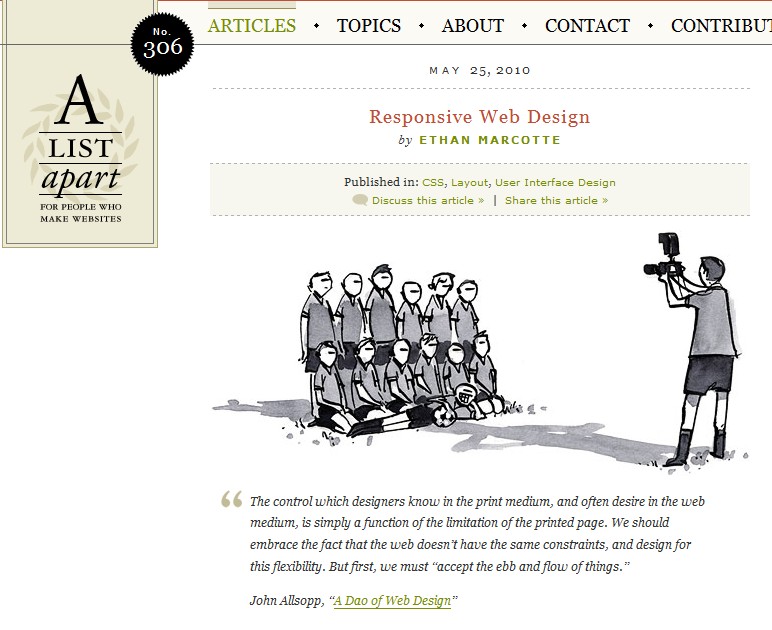 ARTICLES • TOPICS • ABOUT • CONTACT • CONTRIBUT
No.
306
A
LIST
apart
FOR PEOPLE WHO
MAKE WEBSITES
MAY 25, 2010
Responsive Web Design
by ETHAN MARCOTTE
Published in: CSS, Layout, User Interface Design
Discuss this article » | Share this article »
“ The control which designers know in the print medium, and often desire in the web
medium, is simply a function of the limitation of the printed page. We should
embrace the fact that the web doesn’t have the same constraints, and design for
this flexibility. But first, we must “accept the ebb and flow of things.”
John Allsopp, “A Dao of Web Design”